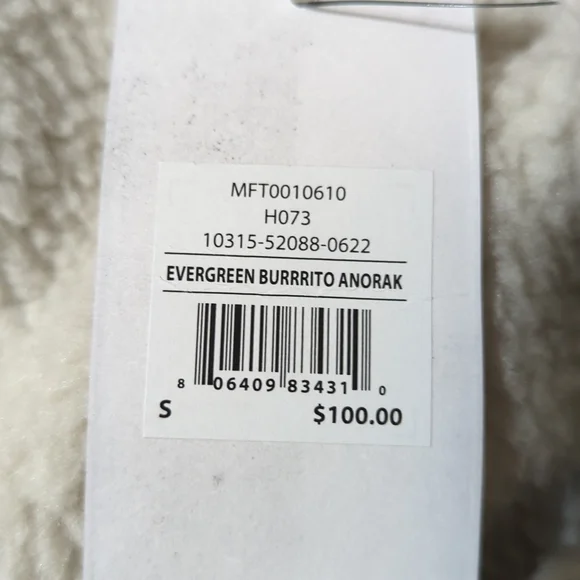 MFT0010610
H073
10315-52088-0622
EVERGREEN BURRRITO ANORAK
8 06409 83431 0
S $100.00